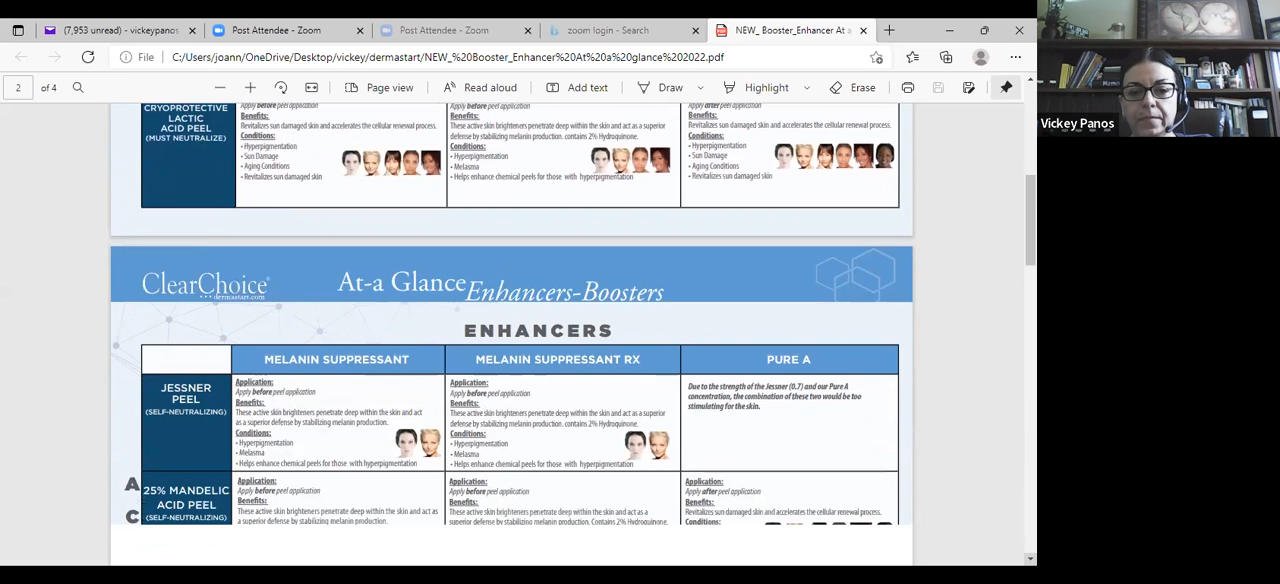 (7,953 unread) - vickeypanos
Post Attendee - Zoom
Post Attendee - Zoom
zoom login - Search
NEW_ Booster_Enhancer At a
File
C:/Users/joann/OneDrive/Desktop/vickey/dermastart/NEW_%20Booster_Enhancer%20At%20a%20glance%202022.pdf
2 of 4
Page view
Read aloud
Add text
Draw
Highlight
Erase
Vickey Panos
CRYOPROTECTIVE
LACTIC
ACID PEEL
(MUST NEUTRALIZE)
Apply before peel application
Benefits:
Revitalizes sun damaged skin and accelerates the cellular renewal process.
Conditions:
• Hyperpigmentation
• Sun Damage
• Aging Conditions
• Revitalizes sun damaged skin
Apply before peel application
Benefits:
These active skin brighteners penetrate deep within the skin and act as a superior
defense by stabilizing melanin production. contains 2% Hydroquinone.
Conditions:
• Hyperpigmentation
• Melasma
• Helps enhance chemical peels for those with hyperpigmentation
Apply after peel application
Benefits:
Revitalizes sun damaged skin and accelerates the cellular renewal process.
Conditions:
• Hyperpigmentation
• Sun Damage
• Aging Conditions
• Revitalizes sun damaged skin
ClearChoice®
dermastart.com
At-a Glance Enhancers-Boosters
ENHANCERS
MELANIN SUPPRESSANT
MELANIN SUPPRESSANT RX
PURE A
JESSNER
PEEL
(SELF-NEUTRALIZING)
Application:
Apply before peel application
Benefits:
These active skin brighteners penetrate deep within the skin and act
as a superior defense by stabilizing melanin production.
Conditions:
• Hyperpigmentation
• Melasma
• Helps enhance chemical peels for those with hyperpigmentation
Application:
Apply before peel application
Benefits:
These active skin brighteners penetrate deep within the skin and act as a superior
defense by stabilizing melanin production. contains 2% Hydroquinone.
Conditions:
• Hyperpigmentation
• Melasma
• Helps enhance chemical peels for those with hyperpigmentation
Due to the strength of the Jessner (0.7) and our Pure A
concentration, the combination of these two would be too
stimulating for the skin.
A
C
25% MANDELIC
ACID PEEL
(SELF-NEUTRALIZING)
Application:
Apply before peel application
Benefits:
These active skin brighteners penetrate deep within the skin and act as
a superior defense by stabilizing melanin production.
Application:
Apply before peel application
Benefits:
These active skin brighteners penetrate deep within the skin and act as a
superior defense by stabilizing melanin production. Contains 2% Hydroquinone.
Application:
Apply after peel application
Benefits:
Revitalizes sun damaged skin and accelerates the cellular renewal process.
Conditions: